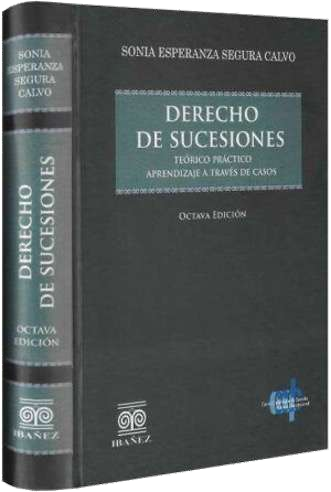 SONIA
ESPERANZA
SEGURA
CALVO
DERECHO
DE SUCESIONES
OCTAVA
EDICIÓN
IBAÑEZ
SONIA ESPERANZA SEGURA CALVO
DERECHO
DE SUCESIONES
TEÓRICO PRÁCTICO
APRENDIZAJE A TRAVÉS DE CASOS
OCTAVA EDICIÓN
IBAÑEZ